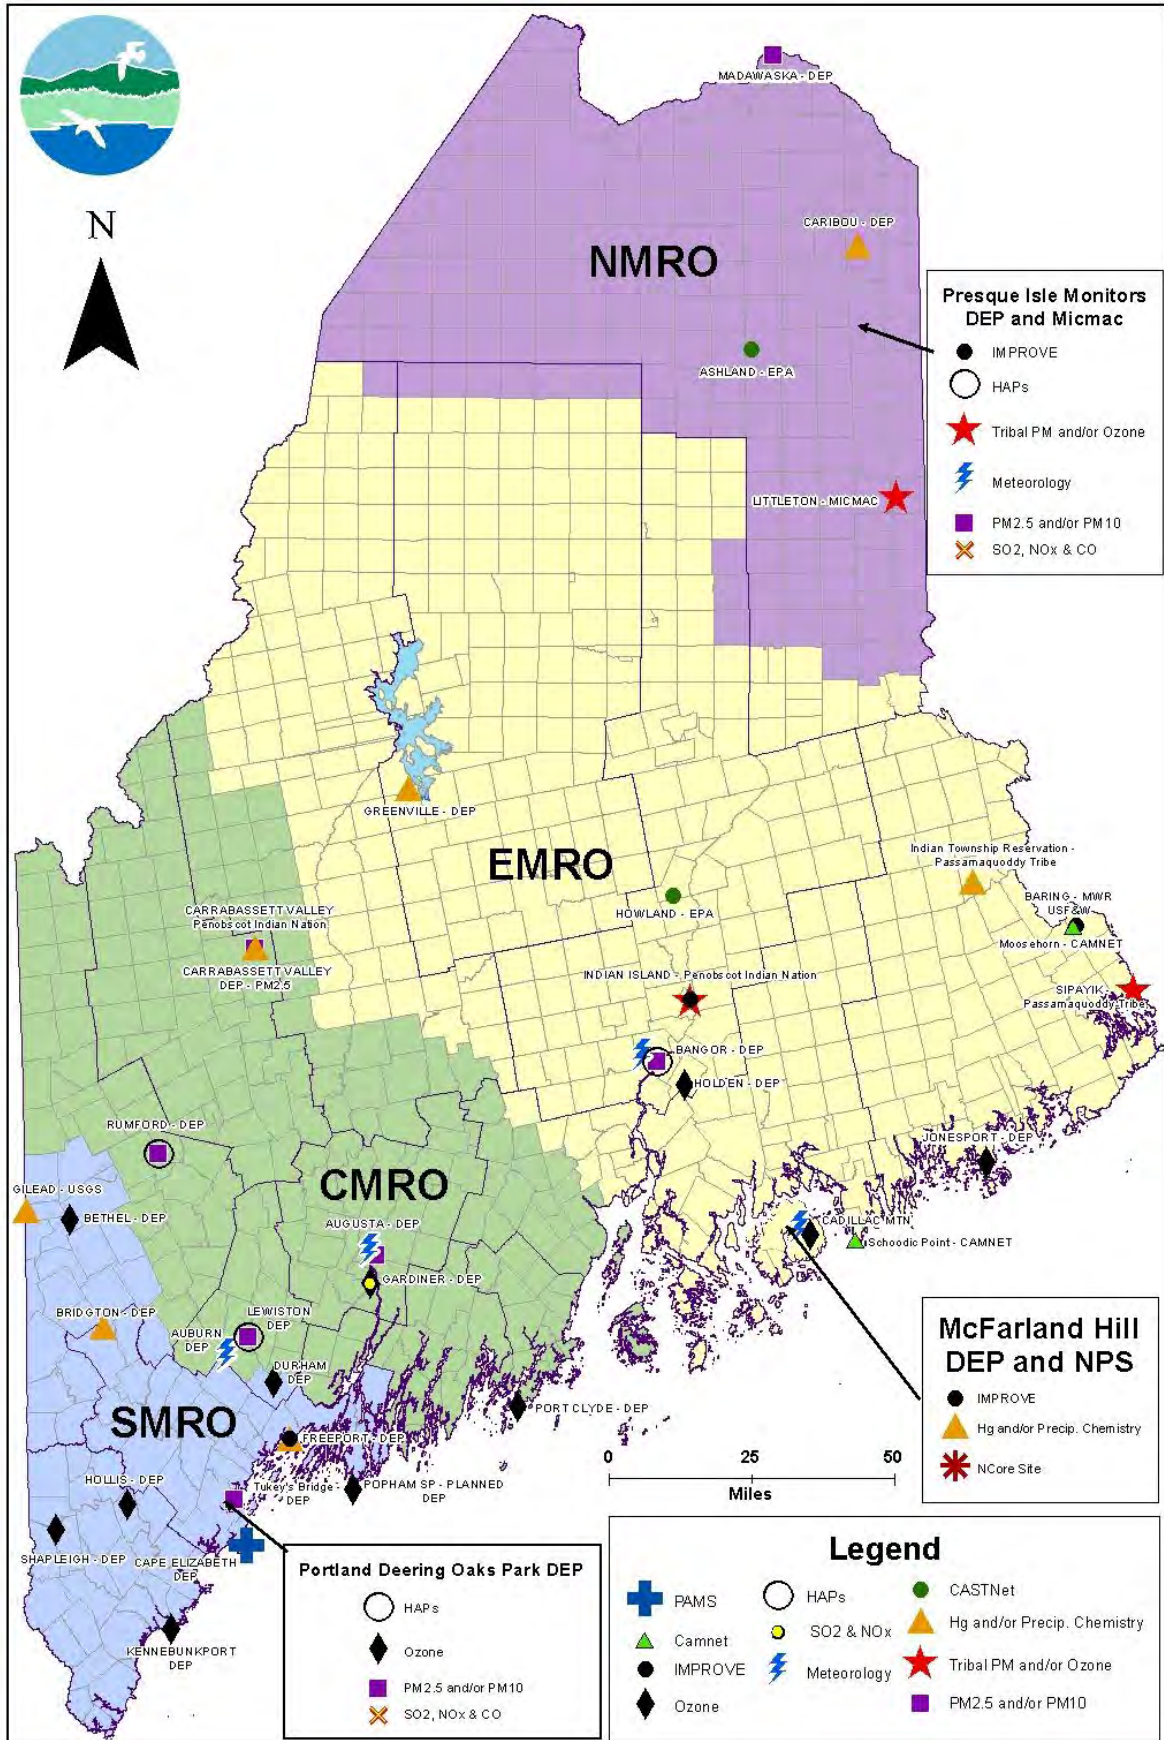 N
MADAWASKA - DEP
CARIBOU - DEP
NMRO
ASHLAND - EPA
LITTLETON - MICMAC
Presque Isle Monitors
DEP and Micmac
IMPROVE
HAPs
Tribal PM and/or Ozone
Meteorology
PM2.5 and/or PM10
SO2, NOx & CO
GREENVILLE - DEP
EMRO
Indian Township Reservation -
Passamaquoddy Tribe
HOWLAND - EPA
BARING - MWR
USF&W
Moosehorn - CAMNET
CARRABASSETT VALLEY
Penobscot Indian Nation
CARRABASSETT VALLEY
DEP - PM2.5
INDIAN ISLAND - Penobscot Indian Nation
SIPAYIK -
Passamaquoddy Tribe
BANGOR - DEP
HOLDEN - DEP
RUMFORD - DEP
JONESPORT - DEP
CMRO
GILEAD - USGS
BETHEL - DEP
AUGUSTA - DEP
CADILLAC MTN
Schoodic Point - CAMNET
GARDINER - DEP
BRIDGTON - DEP
LEWISTON
DEP
AUBURN
DEP
DURHAM
DEP
PORT CLYDE - DEP
SMRO
FREEPORT - DEP
HOLLIS - DEP
Tukey's Bridge -
DEP
POPHAM SP - PLANNED
DEP
SHAPLEIGH - DEP
CAPE ELIZABETH
DEP
KENNEBUNKPORT
DEP
McFarland Hill
DEP and NPS
IMPROVE
Hg and/or Precip. Chemistry
NCore Site
0 25 50
Miles
Portland Deering Oaks Park DEP
HAPs
Ozone
PM2.5 and/or PM10
SO2, NOx & CO
Legend
PAMS
Camnet
IMPROVE
Ozone
HAPs
SO2 & NOx
Meteorology
CASTNet
Hg and/or Precip. Chemistry
Tribal PM and/or Ozone
PM2.5 and/or PM10